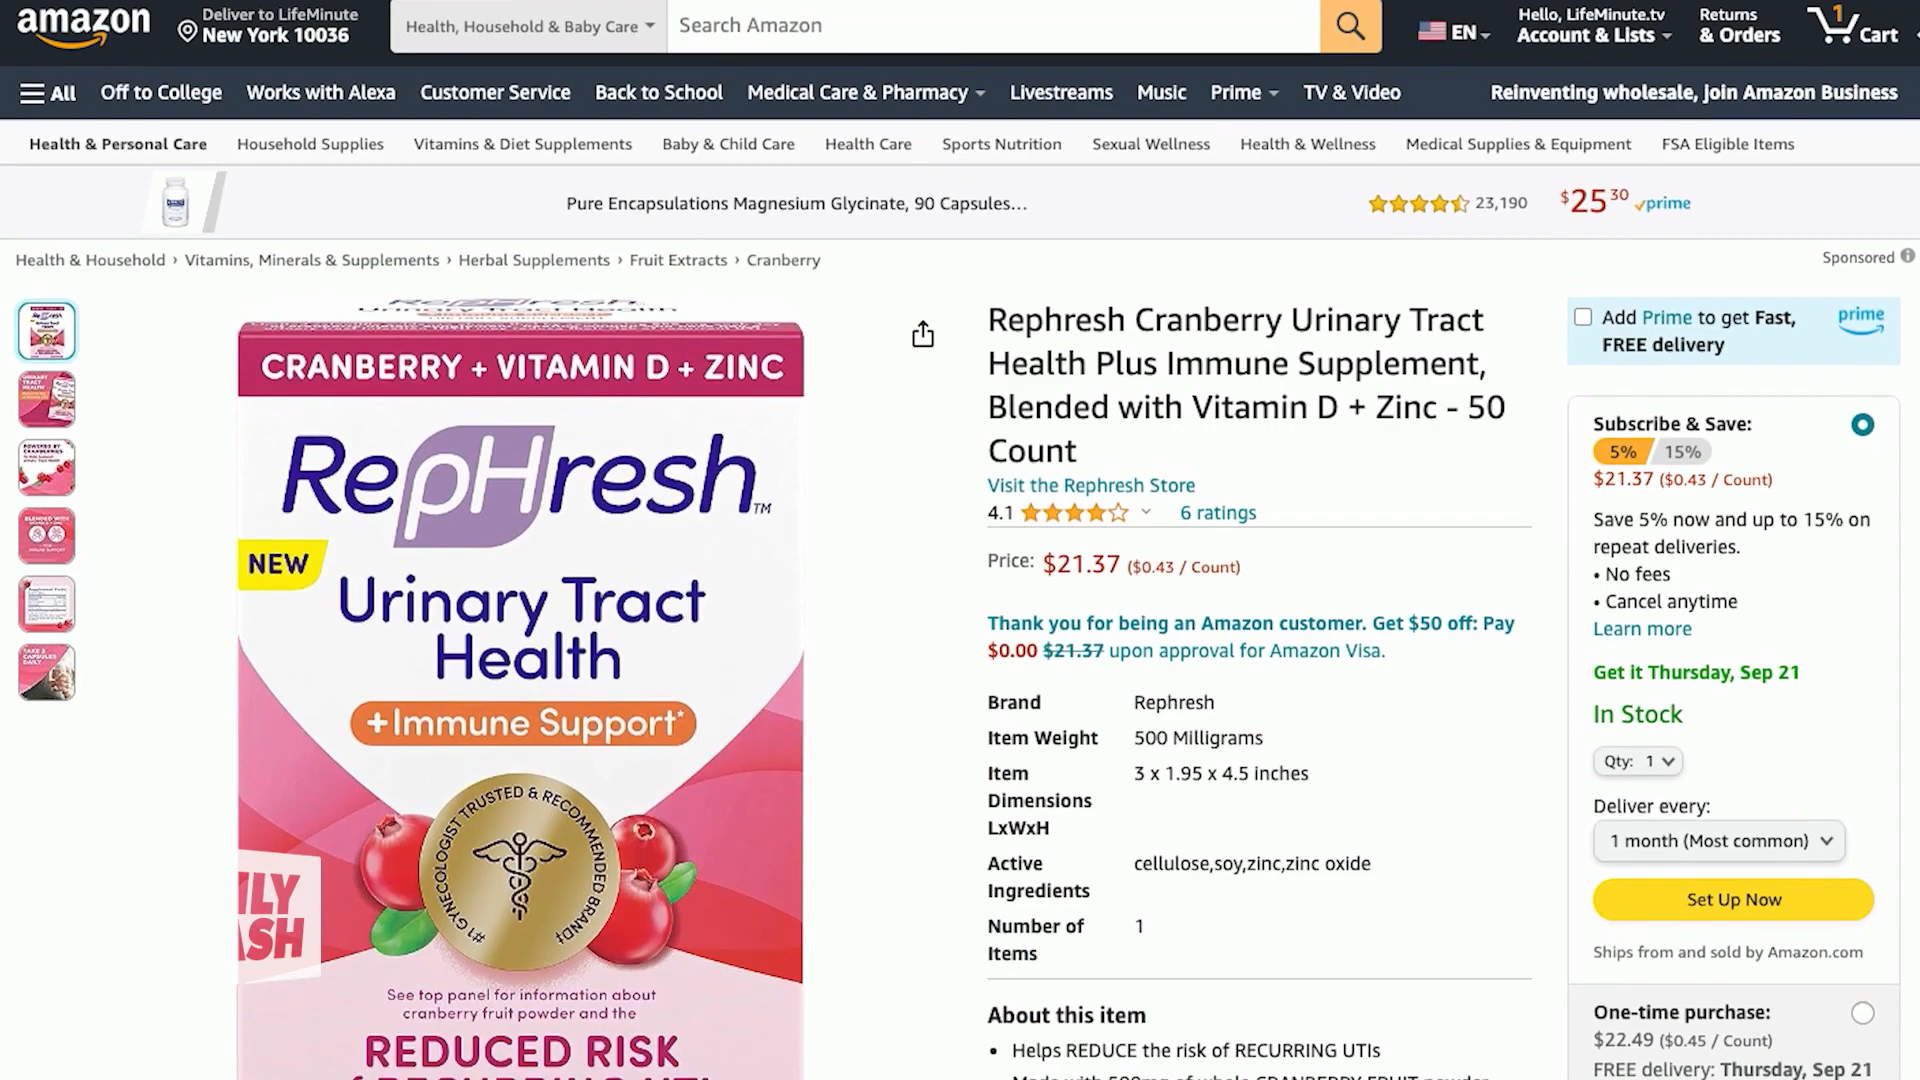 amazon
Deliver to LifeMinute
New York 10036
Health, Household & Baby Care
Search Amazon
EN
Hello, LifeMinute.tv
Account & Lists
Returns
& Orders
1
Cart
All
Off to College
Works with Alexa
Customer Service
Back to School
Medical Care & Pharmacy
Livestreams
Music
Prime
TV & Video
Reinventing wholesale, join Amazon Business
Health & Personal Care
Household Supplies
Vitamins & Diet Supplements
Baby & Child Care
Health Care
Sports Nutrition
Sexual Wellness
Health & Wellness
Medical Supplies & Equipment
FSA Eligible Items
Pure Encapsulations Magnesium Glycinate, 90 Capsules...
23,190
$25 30 prime
Sponsored
Health & Household › Vitamins, Minerals & Supplements › Herbal Supplements › Fruit Extracts › Cranberry
CRANBERRY + VITAMIN D + ZINC
RepHresh™
NEW
Urinary Tract
Health
+Immune Support*
#1 GYNECOLOGIST TRUSTED & RECOMMENDED BRAND‡
ILY
ASH
See top panel for information about
cranberry fruit powder and the
REDUCED RISK
Rephresh Cranberry Urinary Tract
Health Plus Immune Supplement,
Blended with Vitamin D + Zinc - 50
Count
Visit the Rephresh Store
4.1
6 ratings
Price: $21.37 ($0.43 / Count)
Thank you for being an Amazon customer. Get $50 off: Pay
$0.00 $21.37 upon approval for Amazon Visa.
Brand Rephresh
Item Weight 500 Milligrams
Item
Dimensions
LxWxH
3 x 1.95 x 4.5 inches
Active
Ingredients
cellulose,soy,zinc,zinc oxide
Number of
Items
1
About this item
• Helps REDUCE the risk of RECURRING UTIs
Add Prime to get Fast,
FREE delivery
prime
Subscribe & Save:
5% 15%
$21.37 ($0.43 / Count)
Save 5% now and up to 15% on
repeat deliveries.
• No fees
• Cancel anytime
Learn more
Get it Thursday, Sep 21
In Stock
Qty: 1
Deliver every:
1 month (Most common)
Set Up Now
Ships from and sold by Amazon.com
One-time purchase:
$22.49 ($0.45 / Count)
FREE delivery: Thursday, Sep 21